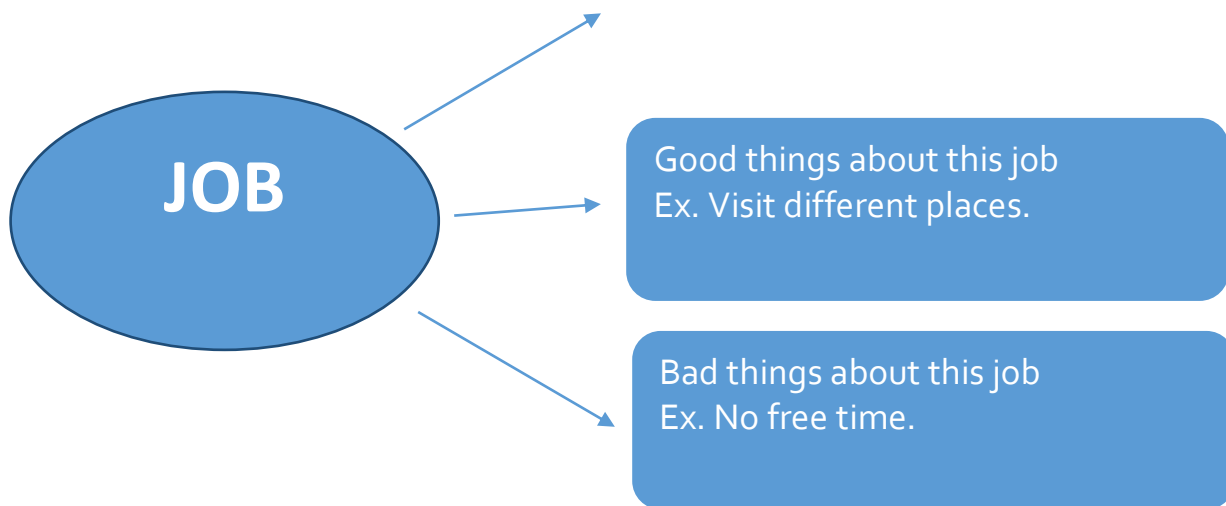 JOB
Good things about this job
Ex. Visit different places.
Bad things about this job
Ex. No free time.